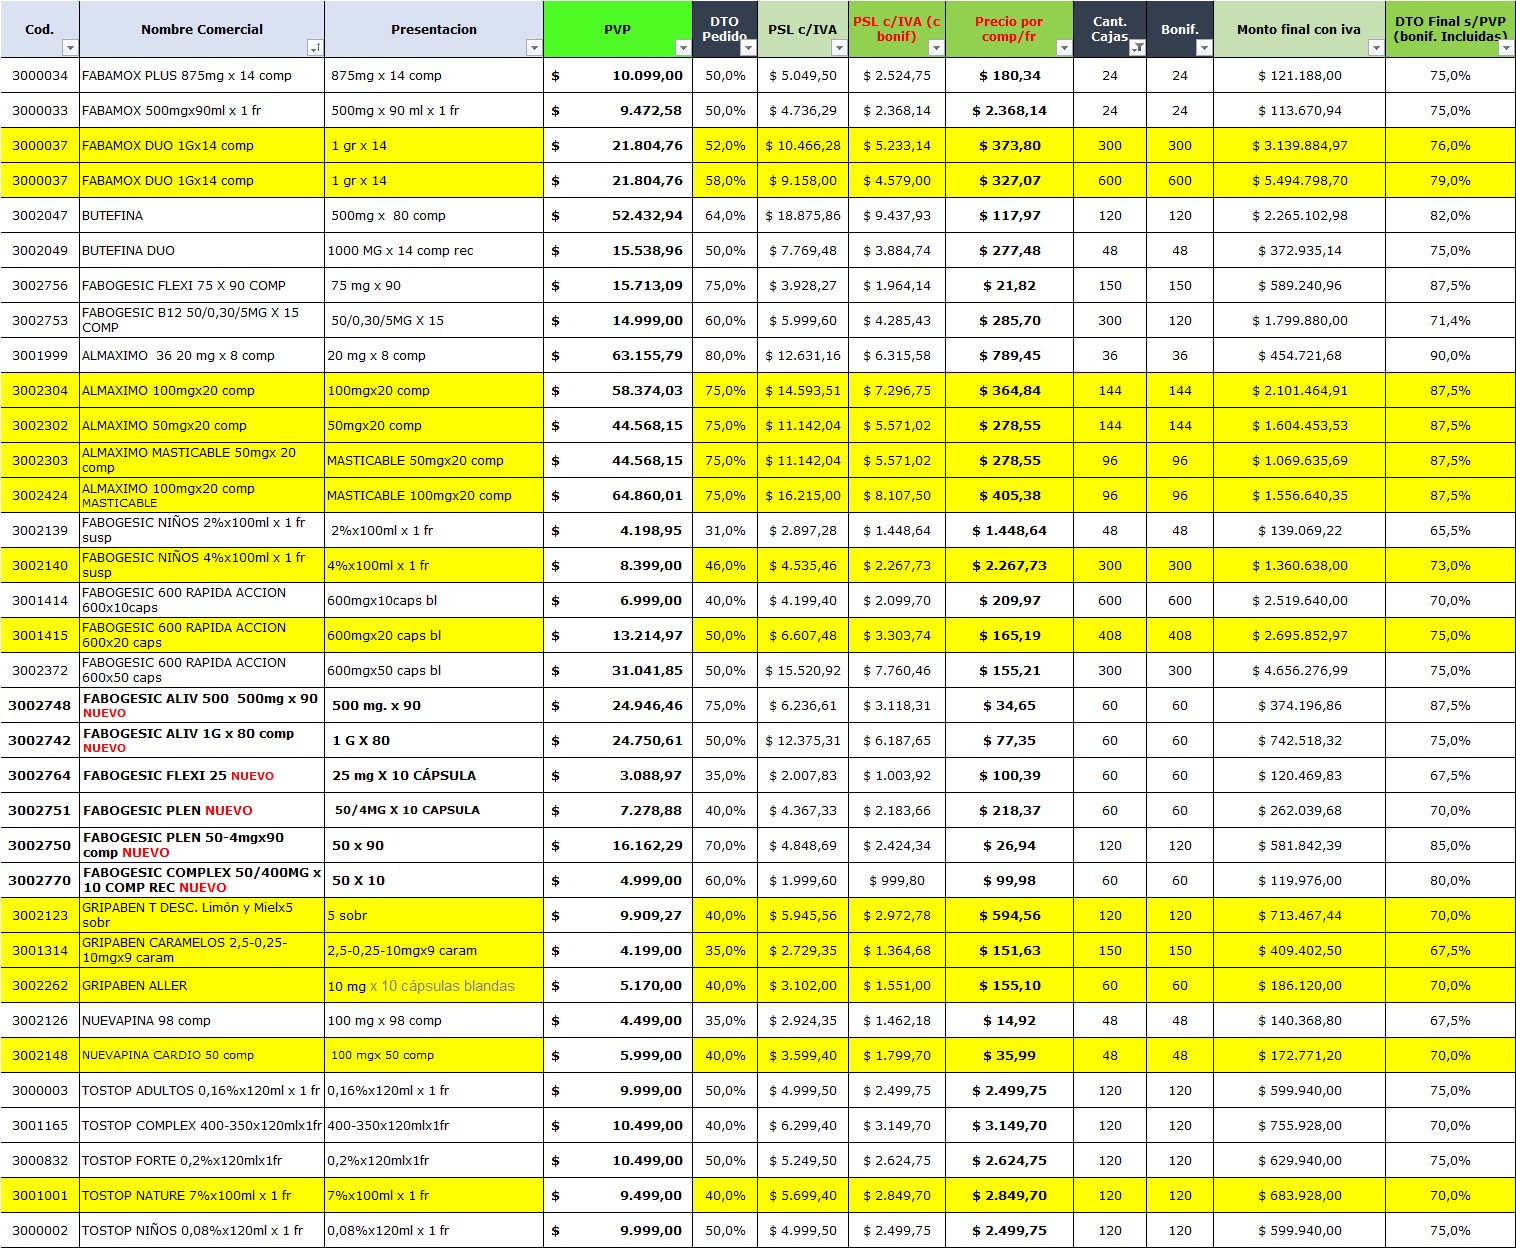 Cod. Nombre Comercial Presentacion PVP DTO Pedido PSL c/IVA PSL c/IVA (c bonif) Precio por comp/fr Cant. Cajas Bonif. Monto final con iva DTO Final s/PVP (bonif. Incluidas)
3000034 FABAMOX PLUS 875mg x 14 comp 875mg x 14 comp $ 10.099,00 50,0% $ 5.049,50 $ 2.524,75 $ 180,34 24 24 $ 121.188,00 75,0%
3000033 FABAMOX 500mgx90ml x 1 fr 500mg x 90 ml x 1 fr $ 9.472,58 50,0% $ 4.736,29 $ 2.368,14 $ 2.368,14 24 24 $ 113.670,94 75,0%
3000037 FABAMOX DUO 1Gx14 comp 1 gr x 14 $ 21.804,76 52,0% $ 10.466,28 $ 5.233,14 $ 373,80 300 300 $ 3.139.884,97 76,0%
3000037 FABAMOX DUO 1Gx14 comp 1 gr x 14 $ 21.804,76 58,0% $ 9.158,00 $ 4.579,00 $ 327,07 600 600 $ 5.494.798,70 79,0%
3002047 BUTEFINA 500mg x 80 comp $ 52.432,94 64,0% $ 18.875,86 $ 9.437,93 $ 117,97 120 120 $ 2.265.102,98 82,0%
3002049 BUTEFINA DUO 1000 MG x 14 comp rec $ 15.538,96 50,0% $ 7.769,48 $ 3.884,74 $ 277,48 48 48 $ 372.935,14 75,0%
3002756 FABOGESIC FLEXI 75 X 90 COMP 75 mg x 90 $ 15.713,09 75,0% $ 3.928,27 $ 1.964,14 $ 21,82 150 150 $ 589.240,96 87,5%
3002753 FABOGESIC B12 50/0,30/5MG X 15 COMP 50/0,30/5MG X 15 $ 14.999,00 60,0% $ 5.999,60 $ 4.285,43 $ 285,70 300 120 $ 1.799.880,00 71,4%
3001999 ALMAXIMO 36 20 mg x 8 comp 20 mg x 8 comp $ 63.155,79 80,0% $ 12.631,16 $ 6.315,58 $ 789,45 36 36 $ 454.721,68 90,0%
3002304 ALMAXIMO 100mgx20 comp 100mgx20 comp $ 58.374,03 75,0% $ 14.593,51 $ 7.296,75 $ 364,84 144 144 $ 2.101.464,91 87,5%
3002302 ALMAXIMO 50mgx20 comp 50mgx20 comp $ 44.568,15 75,0% $ 11.142,04 $ 5.571,02 $ 278,55 144 144 $ 1.604.453,53 87,5%
3002303 ALMAXIMO MASTICABLE 50mgx 20 comp MASTICABLE 50mgx20 comp $ 44.568,15 75,0% $ 11.142,04 $ 5.571,02 $ 278,55 96 96 $ 1.069.635,69 87,5%
3002424 ALMAXIMO 100mgx20 comp MASTICABLE MASTICABLE 100mgx20 comp $ 64.860,01 75,0% $ 16.215,00 $ 8.107,50 $ 405,38 96 96 $ 1.556.640,35 87,5%
3002139 FABOGESIC NIÑOS 2%x100ml x 1 fr susp 2%x100ml x 1 fr $ 4.198,95 31,0% $ 2.897,28 $ 1.448,64 $ 1.448,64 48 48 $ 139.069,22 65,5%
3002140 FABOGESIC NIÑOS 4%x100ml x 1 fr susp 4%x100ml x 1 fr $ 8.399,00 46,0% $ 4.535,46 $ 2.267,73 $ 2.267,73 300 300 $ 1.360.638,00 73,0%
3001414 FABOGESIC 600 RAPIDA ACCION 600x10caps 600mgx10caps bl $ 6.999,00 40,0% $ 4.199,40 $ 2.099,70 $ 209,97 600 600 $ 2.519.640,00 70,0%
3001415 FABOGESIC 600 RAPIDA ACCION 600x20 caps 600mgx20 caps bl $ 13.214,97 50,0% $ 6.607,48 $ 3.303,74 $ 165,19 408 408 $ 2.695.852,97 75,0%
3002372 FABOGESIC 600 RAPIDA ACCION 600x50 caps 600mgx50 caps bl $ 31.041,85 50,0% $ 15.520,92 $ 7.760,46 $ 155,21 300 300 $ 4.656.276,99 75,0%
3002748 FABOGESIC ALIV 500 500mg x 90 NUEVO 500 mg. x 90 $ 24.946,46 75,0% $ 6.236,61 $ 3.118,31 $ 34,65 60 60 $ 374.196,86 87,5%
3002742 FABOGESIC ALIV 1G x 80 comp NUEVO 1 G X 80 $ 24.750,61 50,0% $ 12.375,31 $ 6.187,65 $ 77,35 60 60 $ 742.518,32 75,0%
3002764 FABOGESIC FLEXI 25 NUEVO 25 mg X 10 CÁPSULA $ 3.088,97 35,0% $ 2.007,83 $ 1.003,92 $ 100,39 60 60 $ 120.469,83 67,5%
3002751 FABOGESIC PLEN NUEVO 50/4MG X 10 CAPSULA $ 7.278,88 40,0% $ 4.367,33 $ 2.183,66 $ 218,37 60 60 $ 262.039,68 70,0%
3002750 FABOGESIC PLEN 50-4mgx90 comp NUEVO 50 x 90 $ 16.162,29 70,0% $ 4.848,69 $ 2.424,34 $ 26,94 120 120 $ 581.842,39 85,0%
3002770 FABOGESIC COMPLEX 50/400MG x 10 COMP REC NUEVO 50 X 10 $ 4.999,00 60,0% $ 1.999,60 $ 999,80 $ 99,98 60 60 $ 119.976,00 80,0%
3002123 GRIPABEN T DESC. Limón y Mielx5 sobr 5 sobr $ 9.909,27 40,0% $ 5.945,56 $ 2.972,78 $ 594,56 120 120 $ 713.467,44 70,0%
3001314 GRIPABEN CARAMELOS 2,5-0,25-10mgx9 caram 2,5-0,25-10mgx9 caram $ 4.199,00 35,0% $ 2.729,35 $ 1.364,68 $ 151,63 150 150 $ 409.402,50 67,5%
3002262 GRIPABEN ALLER 10 mg x 10 cápsulas blandas $ 5.170,00 40,0% $ 3.102,00 $ 1.551,00 $ 155,10 60 60 $ 186.120,00 70,0%
3002126 NUEVAPINA 98 comp 100 mg x 98 comp $ 4.499,00 35,0% $ 2.924,35 $ 1.462,18 $ 14,92 48 48 $ 140.368,80 67,5%
3002148 NUEVAPINA CARDIO 50 comp 100 mgx 50 comp $ 5.999,00 40,0% $ 3.599,40 $ 1.799,70 $ 35,99 48 48 $ 172.771,20 70,0%
3000003 TOSTOP ADULTOS 0,16%x120ml x 1 fr 0,16%x120ml x 1 fr $ 9.999,00 50,0% $ 4.999,50 $ 2.499,75 $ 2.499,75 120 120 $ 599.940,00 75,0%
3001165 TOSTOP COMPLEX 400-350x120mlx1fr 400-350x120mlx1fr $ 10.499,00 40,0% $ 6.299,40 $ 3.149,70 $ 3.149,70 120 120 $ 755.928,00 70,0%
3000832 TOSTOP FORTE 0,2%x120mlx1fr 0,2%x120mlx1fr $ 10.499,00 50,0% $ 5.249,50 $ 2.624,75 $ 2.624,75 120 120 $ 629.940,00 75,0%
3001001 TOSTOP NATURE 7%x100ml x 1 fr 7%x100ml x 1 fr $ 9.499,00 40,0% $ 5.699,40 $ 2.849,70 $ 2.849,70 120 120 $ 683.928,00 70,0%
3000002 TOSTOP NIÑOS 0,08%x120ml x 1 fr 0,08%x120ml x 1 fr $ 9.999,00 50,0% $ 4.999,50 $ 2.499,75 $ 2.499,75 120 120 $ 599.940,00 75,0%